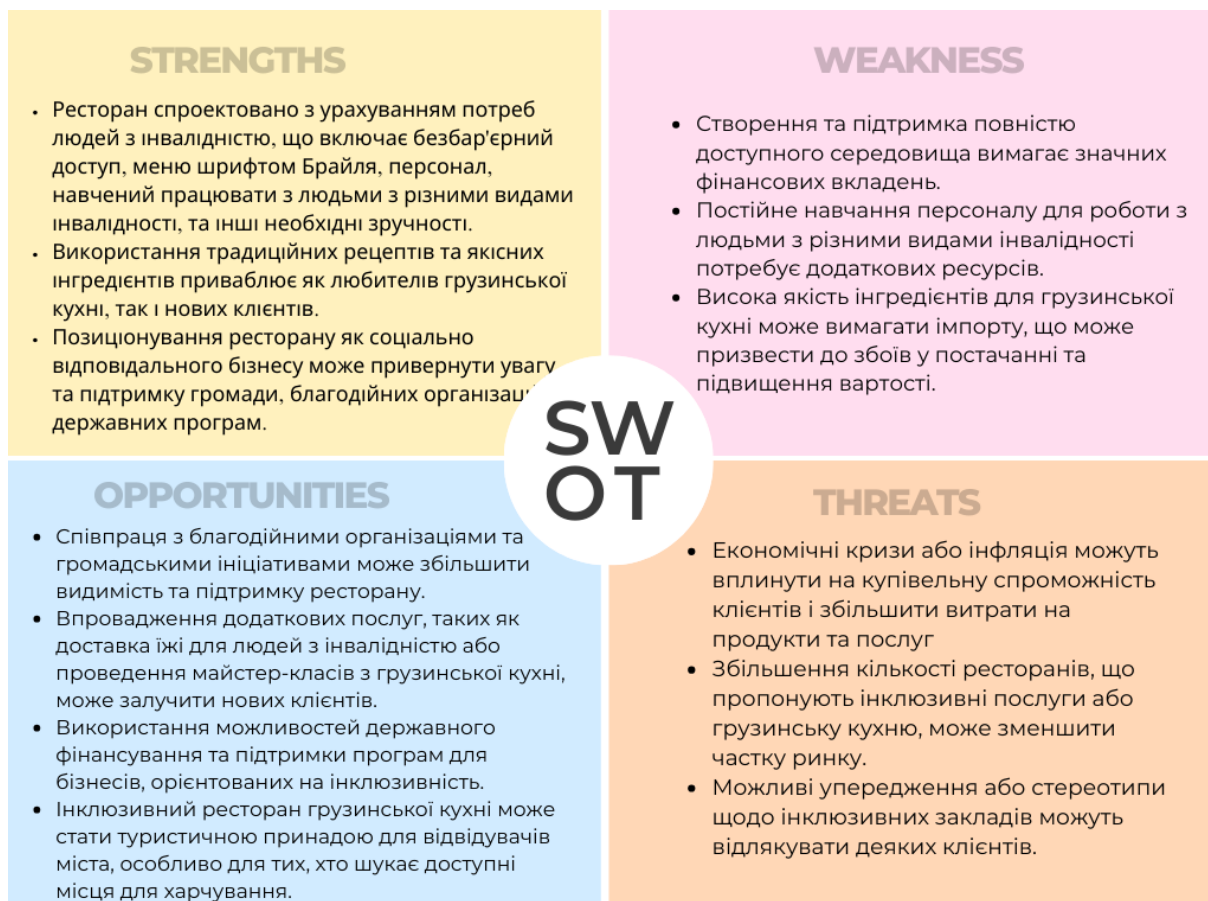 STRENGTHS
Ресторан спроектовано з урахуванням потреб
людей з інвалідністю, що включає безбар'єрний
доступ, меню шрифтом Брайля, персонал,
навчений працювати з людьми з різними видами
інвалідності, та інші необхідні зручності.
Використання традиційних рецептів та якісних
інгредієнтів приваблює як любителів грузинської
кухні, так і нових клієнтів.
Позиціонування ресторану як соціально
відповідального бізнесу може привернути увагу
та підтримку громади, благодійних
державних програм.
WEAKNESS
Створення та підтримка повністю
доступного середовища вимагає значних
фінансових вкладень.
Постійне навчання персоналу для роботи з
людьми з різними видами інвалідності
потребує додаткових ресурсів.
Висока якість інгредієнтів для грузинської
кухні може вимагати імпорту, що може
призвести до збоїв у постачанні та
підвищення вартості.
SW
OT
OPPORTUNITIES
Співпраця з благодійними організаціями та
громадськими ініціативами може збільшити
видимість та підтримку ресторану.
Впровадження додаткових послуг, таких як
доставка їжі для людей з інвалідністю або
проведення майстер-класів з грузинської кухні,
може залучити нових клієнтів.
Використання можливостей державного
фінансування та підтримки програм для
бізнесів, орієнтованих на інклюзивність.
Інклюзивний ресторан грузинської кухні може
стати туристичною принадою для відвідувачів
міста, особливо для тих, хто шукає доступні
місця для харчування.
THREATS
Економічні кризи або інфляція можуть
вплинути на купівельну спроможність
клієнтів і збільшити витрати на
продукти та послуг
Збільшення кількості ресторанів, що
пропонують інклюзивні послуги або
грузинську кухню, може зменшити
частку ринку.
Можливі упередження або стереотипи
щодо інклюзивних закладів можуть
відлякувати деяких клієнтів.